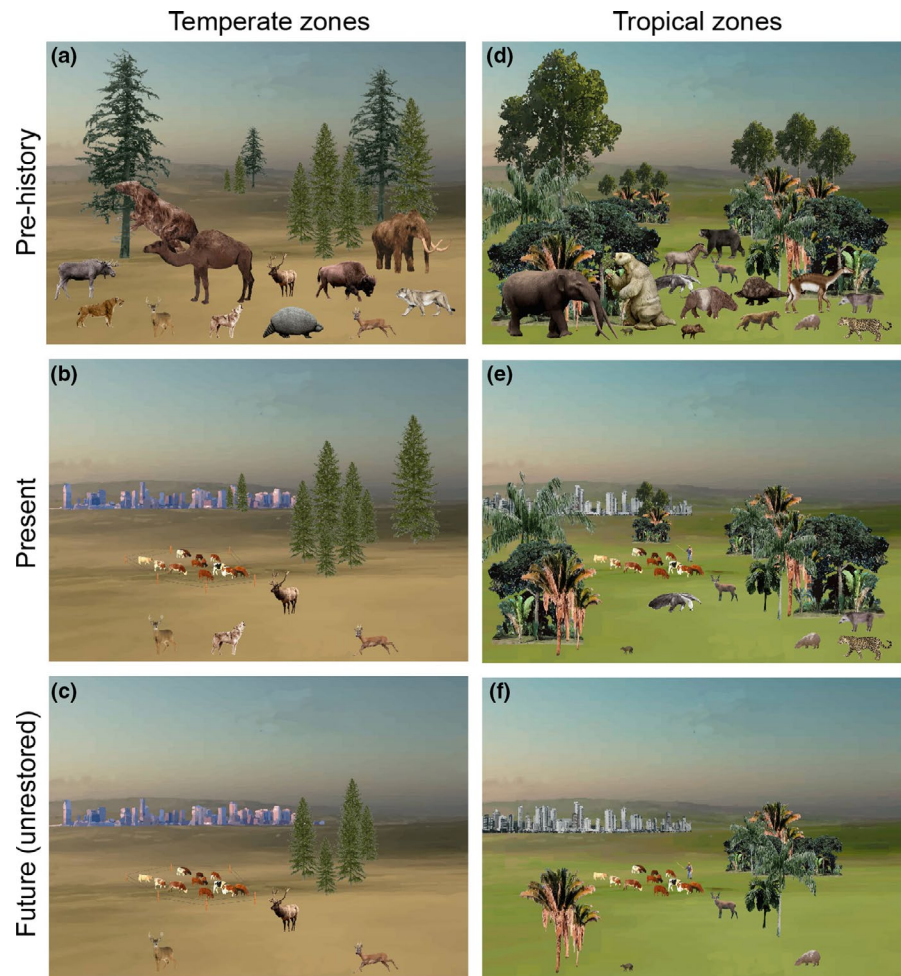 Temperate zones
Tropical zones
Pre-history
(a)
(d)
Present
(b)
(e)
Future (unrestored)
(c)
(f)